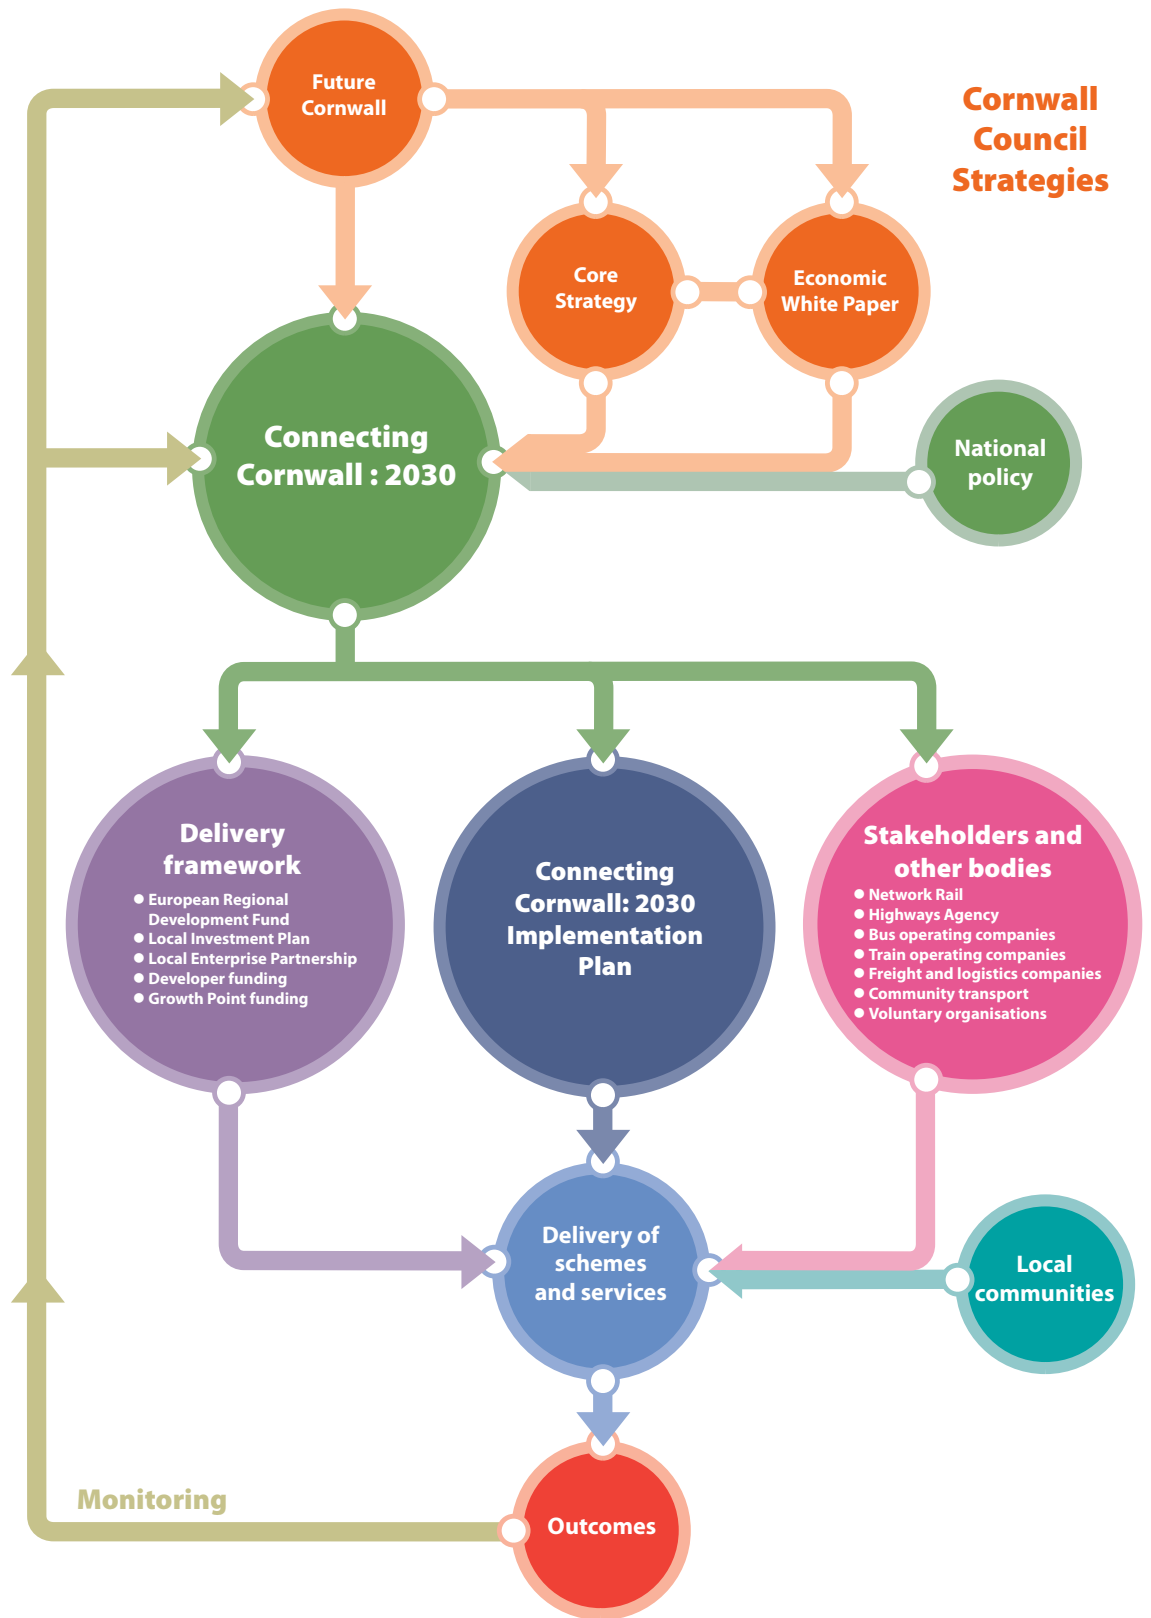 Future
Cornwall
Cornwall
Council
Strategies
Core
Strategy
Economic
White Paper
Connecting
Cornwall : 2030
National
policy
Delivery
framework
● European Regional
Development Fund
● Local Investment Plan
● Local Enterprise Partnership
● Developer funding
● Growth Point funding
Connecting
Cornwall: 2030
Implementation
Plan
Stakeholders and
other bodies
● Network Rail
● Highways Agency
● Bus operating companies
● Train operating companies
● Freight and logistics companies
● Community transport
● Voluntary organisations
Delivery of
schemes
and services
Local
communities
Monitoring
Outcomes